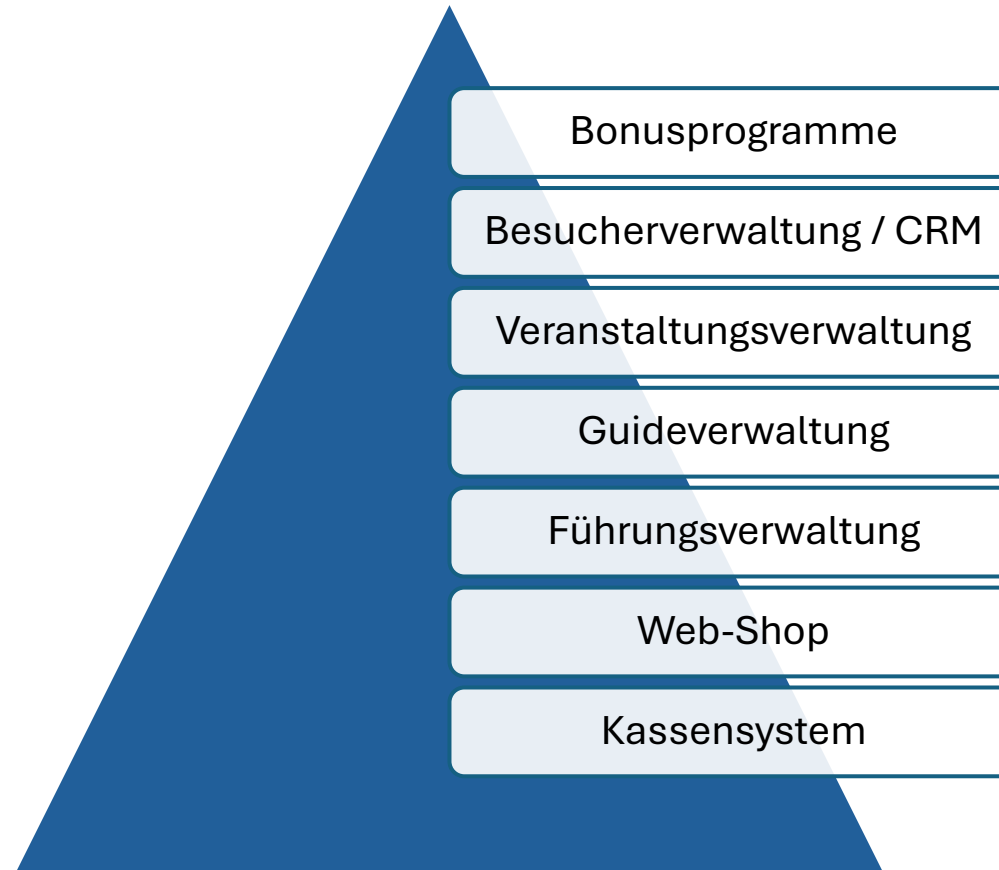 Bonusprogramme
Besucherverwaltung / CRM
Veranstaltungsverwaltung
Guideverwaltung
Führungsverwaltung
Web-Shop
Kassensystem